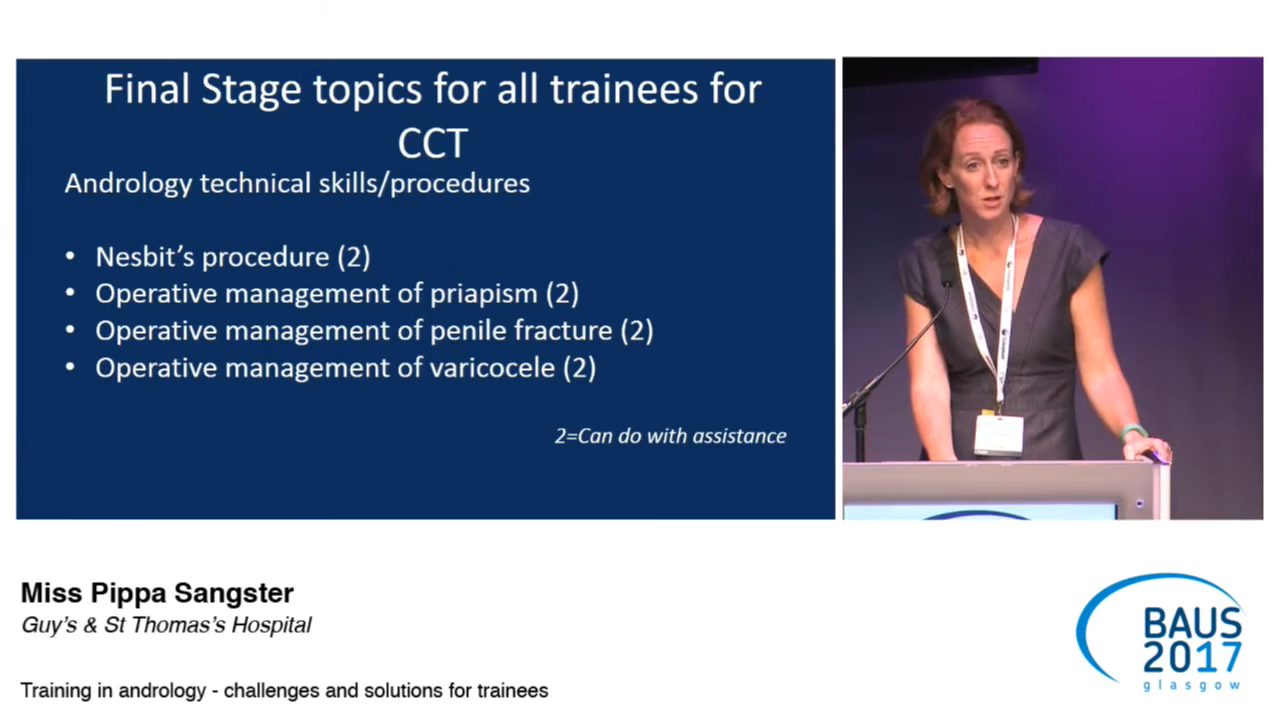 Final Stage topics for all trainees for
CCT
Andrology technical skills/procedures
• Nesbit's procedure (2)
• Operative management of priapism (2)
• Operative management of penile fracture (2)
• Operative management of varicocele (2)
2=Can do with assistance
Miss Pippa Sangster
Guy's & St Thomas's Hospital
Training in andrology - challenges and solutions for trainees
BAUS
2017
glasgow